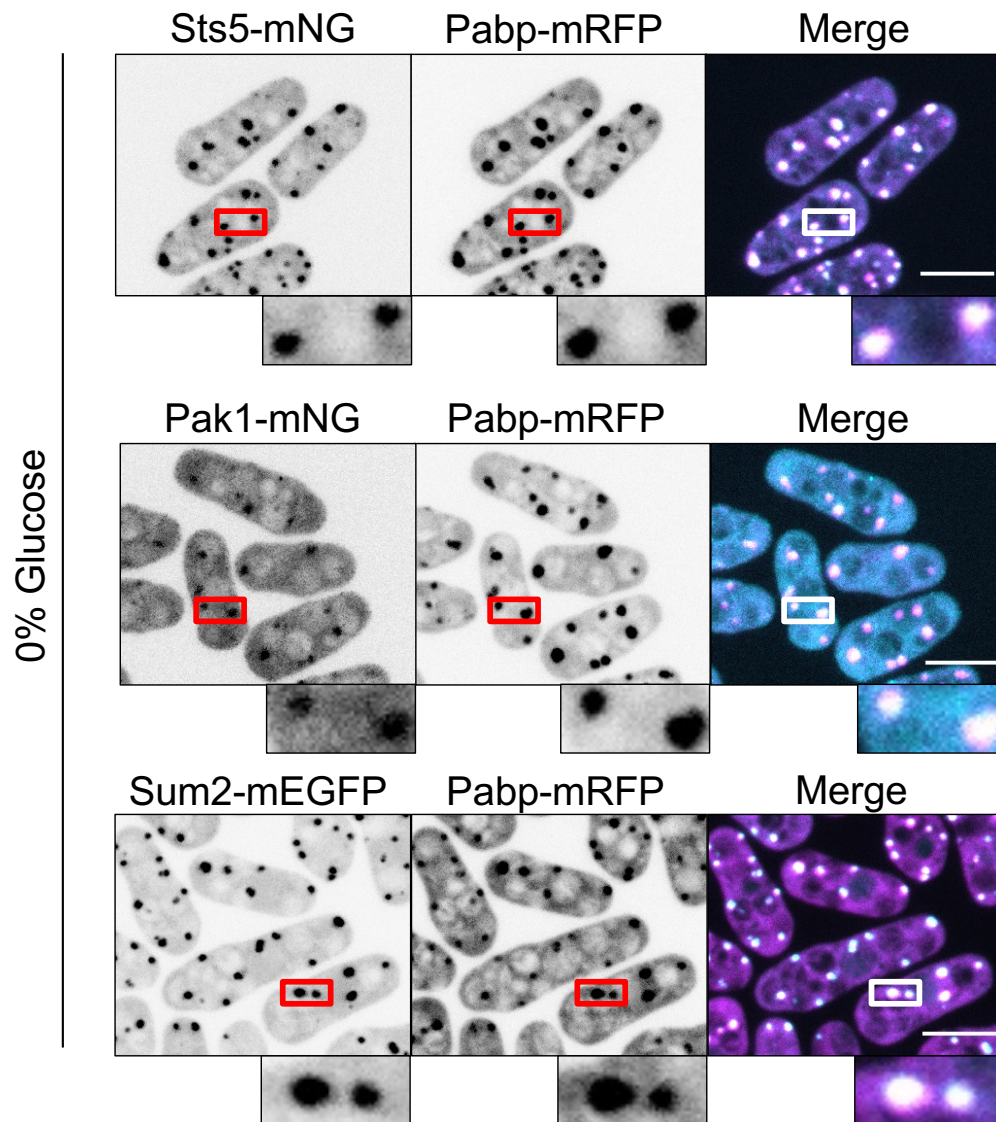 Sts5-mNG Pabp-mRFP Merge
0% Glucose
Pak1-mNG Pabp-mRFP Merge
Sum2-mEGFP Pabp-mRFP Merge